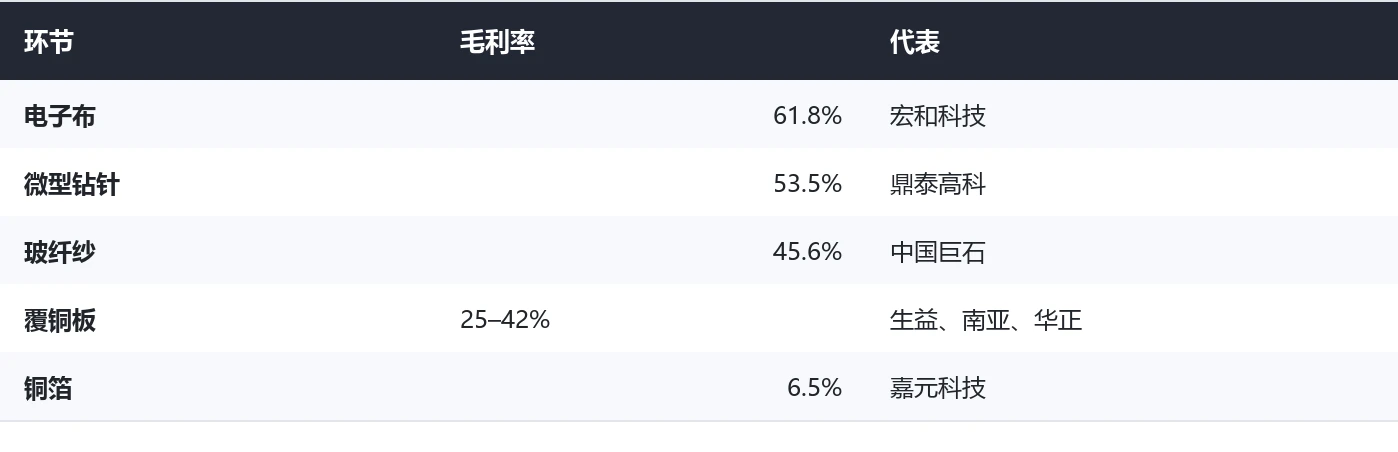 环节 毛利率 代表
电子布 61.8% 宏和科技
微型钻针 53.5% 鼎泰高科
玻纤纱 45.6% 中国巨石
覆铜板 25–42% 生益、南亚、华正
铜箔 6.5% 嘉元科技